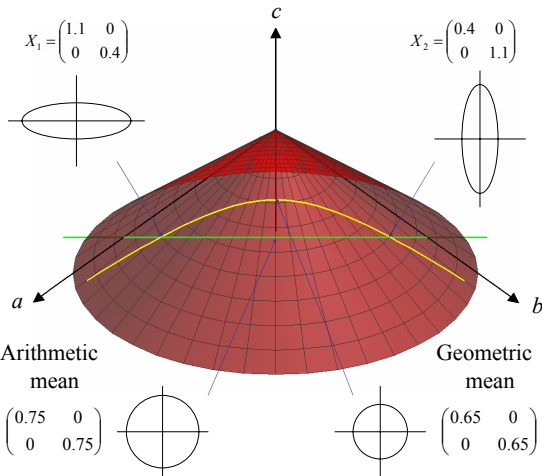 c
X₁ = (1.1 0
0 0.4)
X₂ = (0.4 0
0 1.1)
a
b
Arithmetic
mean
(0.75 0
0 0.75)
Geometric
mean
(0.65 0
0 0.65)